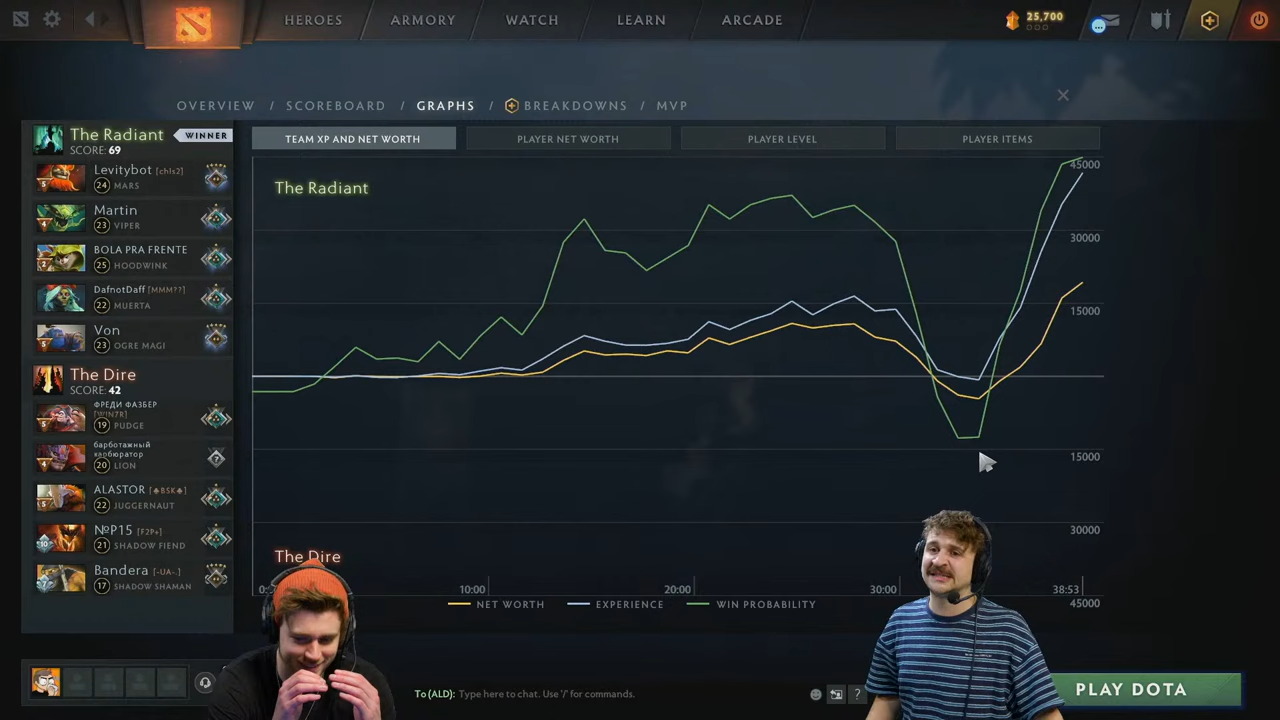 HEROES
ARMORY
WATCH
LEARN
ARCADE
25,700
OVERVIEW / SCOREBOARD / GRAPHS / BREAKDOWNS / MVP
The Radiant
WINNER
SCORE: 69
TEAM XP AND NET WORTH
PLAYER NET WORTH
PLAYER LEVEL
PLAYER ITEMS
Levitybot [chls2]
24 MARS
Martin
23 VIPER
BOLA PRA FRENTE
25 HOODWINK
DafnotDaff [MMM??]
22 MUERTA
Von
23 OGRE MAGI
The Dire
SCORE: 42
ФРЕДИ ФАЗБЕР
[WIN7R]
19 PUDGE
барботажный
карбюратор
20 LION
ALASTOR [♣BSK♣]
22 JUGGERNAUT
№P15 [F2P+]
21 SHADOW FIEND
Bandera [-UA-.]
17 SHADOW SHAMAN
The Radiant
45000
30000
15000
15000
30000
45000
The Dire
10:00
20:00
30:00
38:53
NET WORTH
EXPERIENCE
WIN PROBABILITY
To (ALD): Type here to chat. Use '/' for commands.
?
PLAY DOTA